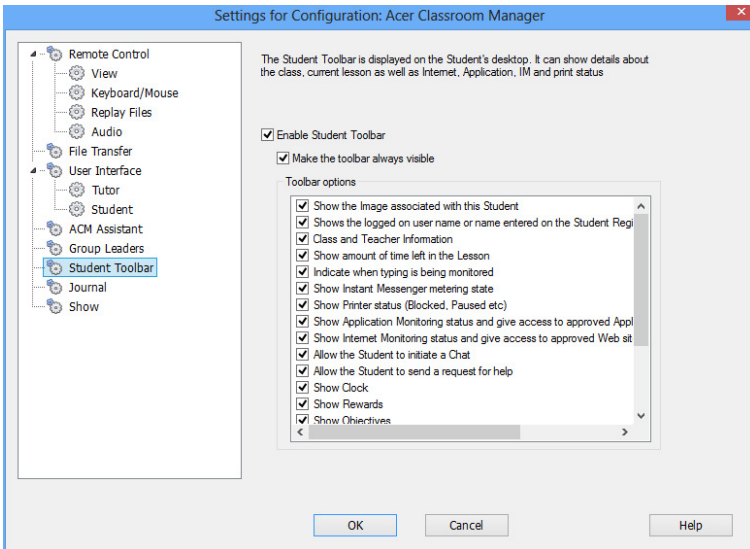 Settings for Configuration: Acer Classroom Manager
Remote Control
View
Keyboard/Mouse
Replay Files
Audio
File Transfer
User Interface
Tutor
Student
ACM Assistant
Group Leaders
Student Toolbar
Journal
Show
The Student Toolbar is displayed on the Student's desktop. It can show details about
the class, current lesson as well as Internet, Application, IM and print status
Enable Student Toolbar
Make the toolbar always visible
Toolbar options
Show the Image associated with this Student
Shows the logged on user name or name entered on the Student Regi
Class and Teacher Information
Show amount of time left in the Lesson
Indicate when typing is being monitored
Show Instant Messenger metering state
Show Printer status (Blocked, Paused etc)
Show Application Monitoring status and give access to approved Appl
Show Internet Monitoring status and give access to approved Web sit
Allow the Student to initiate a Chat
Allow the Student to send a request for help
Show Clock
Show Rewards
Show Objectives
OK
Cancel
Help